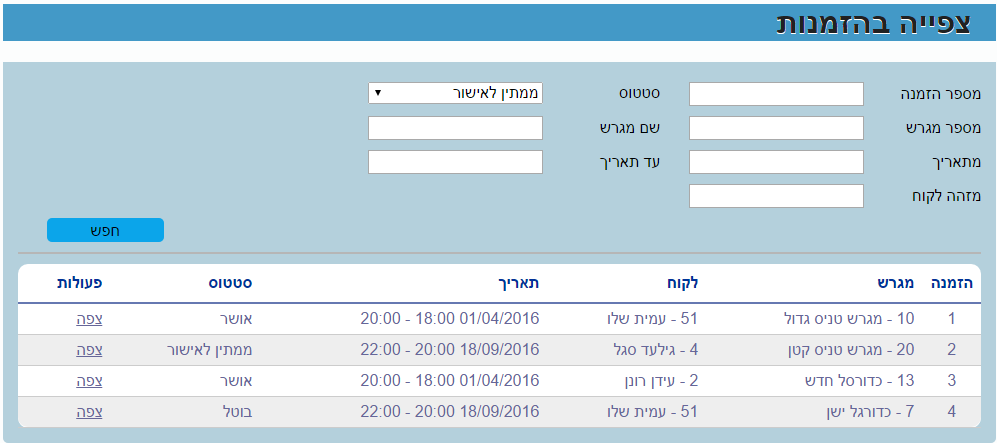 צפייה בהזמנות
מספר הזמנה סטטוס ממתין לאישור
מספר מגרש שם מגרש
מתאריך עד תאריך
מזהה לקוח
חפש
הזמנה מגרש לקוח תאריך סטטוס פעולות
1 10 - מגרש טניס גדול 51 - עמית שלו 01/04/2016 18:00 - 20:00 אושר צפה
2 20 - מגרש טניס קטן 4 - גילעד סגל 18/09/2016 20:00 - 22:00 ממתין לאישור צפה
3 13 - כדורסל חדש 2 - עידן רונן 01/04/2016 18:00 - 20:00 אושר צפה
4 7 - כדורגל ישן 51 - עמית שלו 18/09/2016 20:00 - 22:00 בוטל צפה